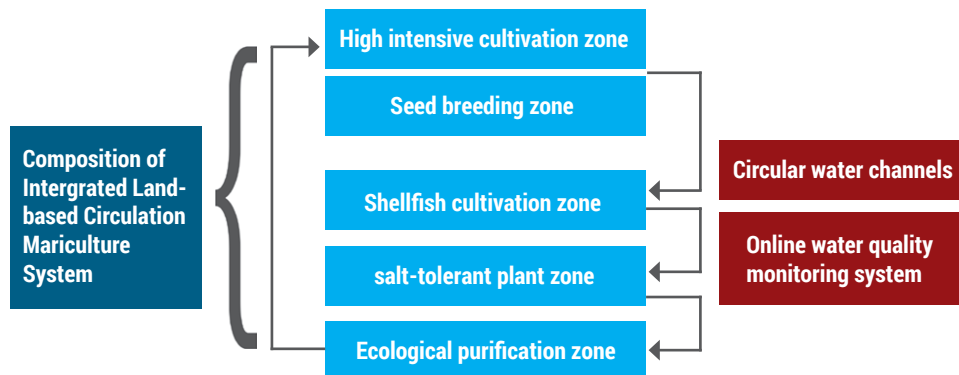 Composition of
Intergrated Land-
based Circulation
Mariculture
System
High intensive cultivation zone
Seed breeding zone
Shellfish cultivation zone
salt-tolerant plant zone
Ecological purification zone
Circular water channels
Online water quality
monitoring system